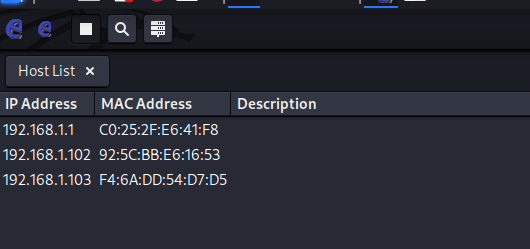 Host List ×
IP Address MAC Address Description
192.168.1.1 C0:25:2F:E6:41:F8
192.168.1.102 92:5C:BB:E6:16:53
192.168.1.103 F4:6A:DD:54:D7:D5